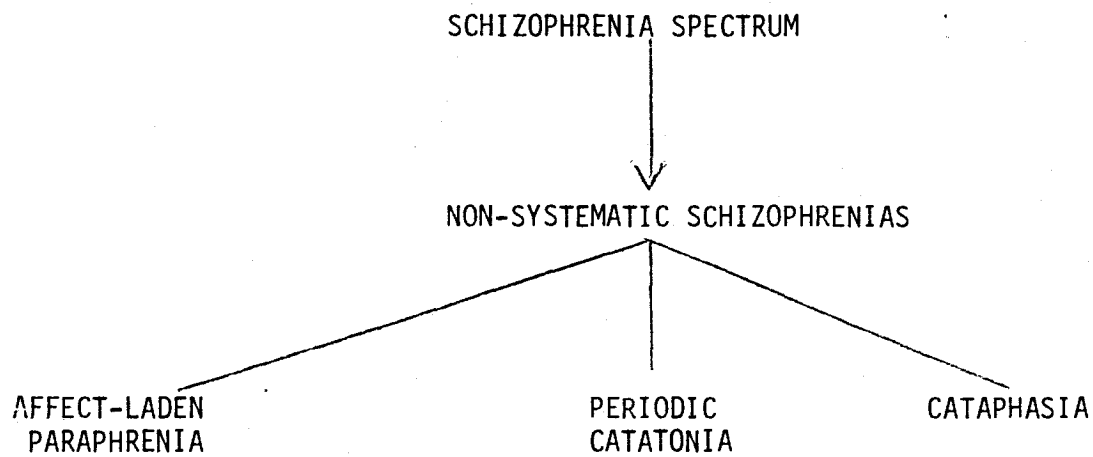 SCHIZOPHRENIA SPECTRUM
NON-SYSTEMATIC SCHIZOPHRENIAS
AFFECT-LADEN
PARAPHRENIA
PERIODIC
CATATONIA
CATAPHASIA